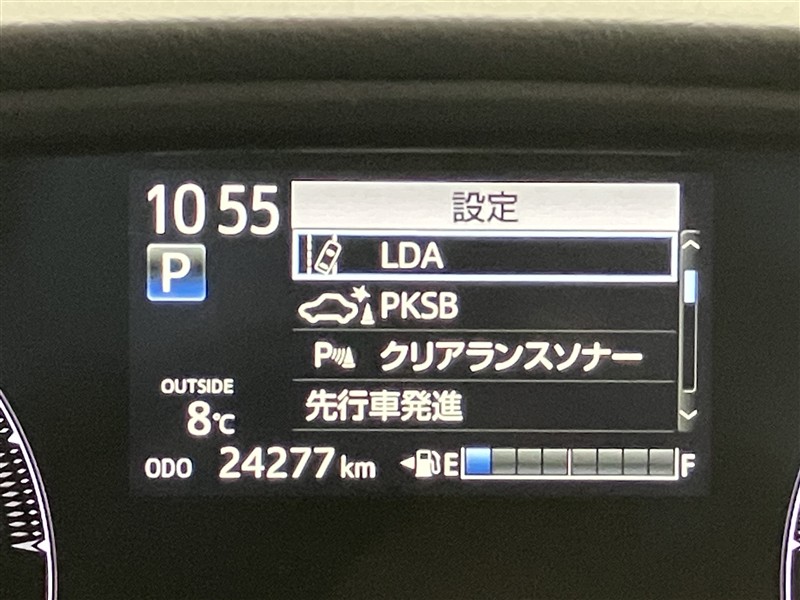 10 55
設定
P
LDA
PKSB
P クリアランスソナー
先行車発進
OUTSIDE
8℃
ODO 24277 km E F